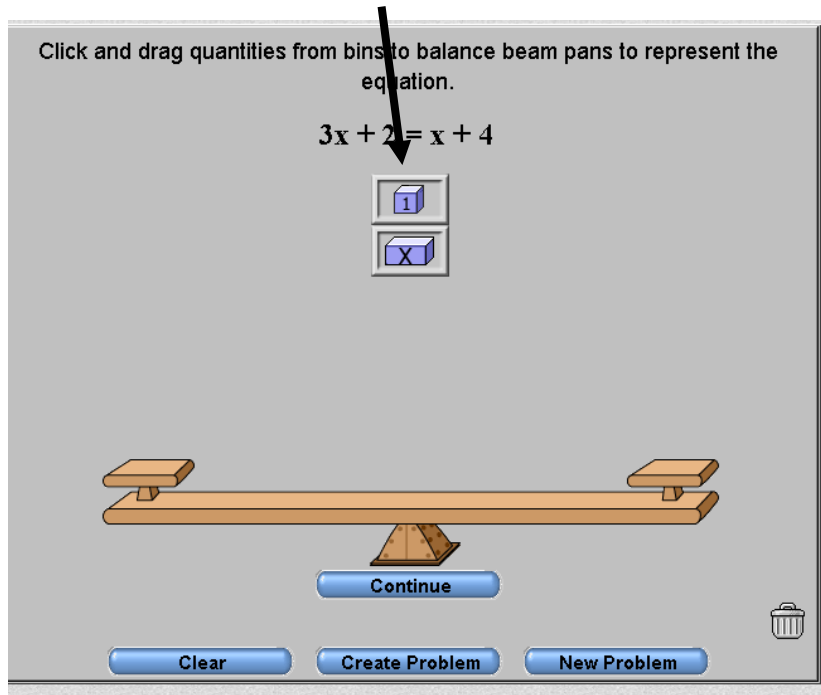 Click and drag quantities from bins to balance beam pans to represent the
equation.
3x + 2 = x + 4
1
X
Continue
Clear
Create Problem
New Problem